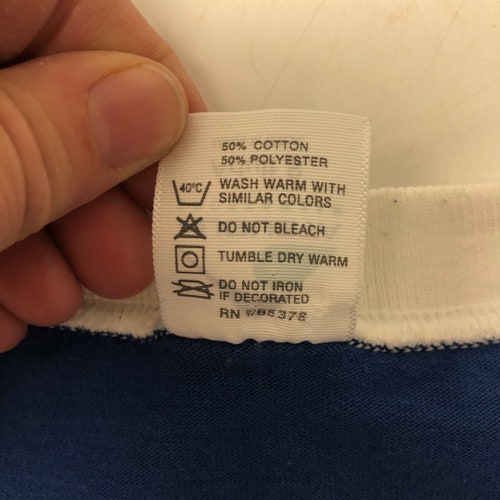 50% COTTON
50% POLYESTER
40°C WASH WARM WITH
SIMILAR COLORS
DO NOT BLEACH
TUMBLE DRY WARM
DO NOT IRON
IF DECORATED
RN #85378